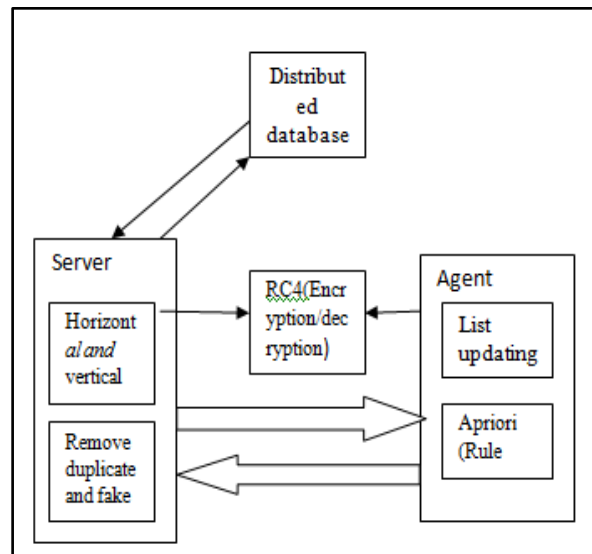 Distribut
ed
database
Server
Horizont
al and
vertical
Remove
duplicate
and fake
RC4(Encr
yption/dec
ryption)
Agent
List
updating
Apriori
(Rule